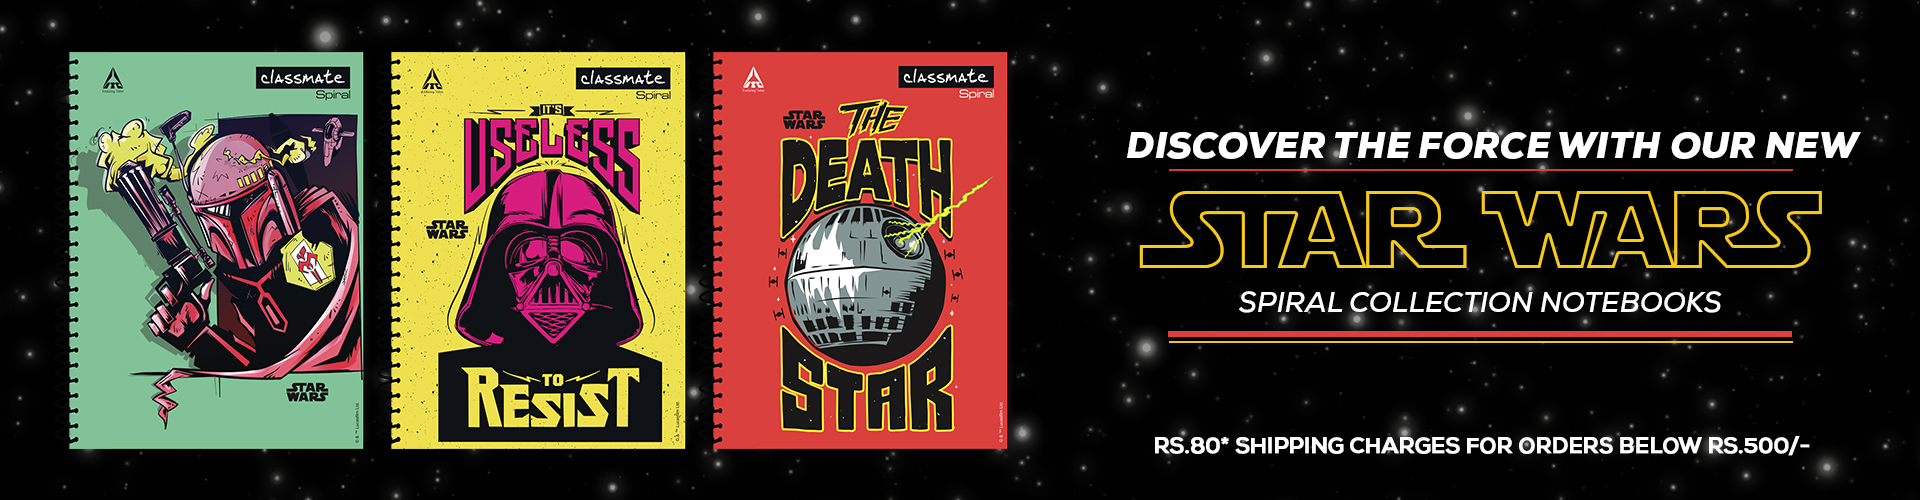 classmate
Spiral
STAR
WARS
classmate
Spiral
IT'S
USELESS
STAR
WARS
TO
RESIST
classmate
Spiral
STAR
WARS
THE
DEATH
STAR
DISCOVER THE FORCE WITH OUR NEW
STAR WARS
SPIRAL COLLECTION NOTEBOOKS
RS.80* SHIPPING CHARGES FOR ORDERS BELOW RS.500/-